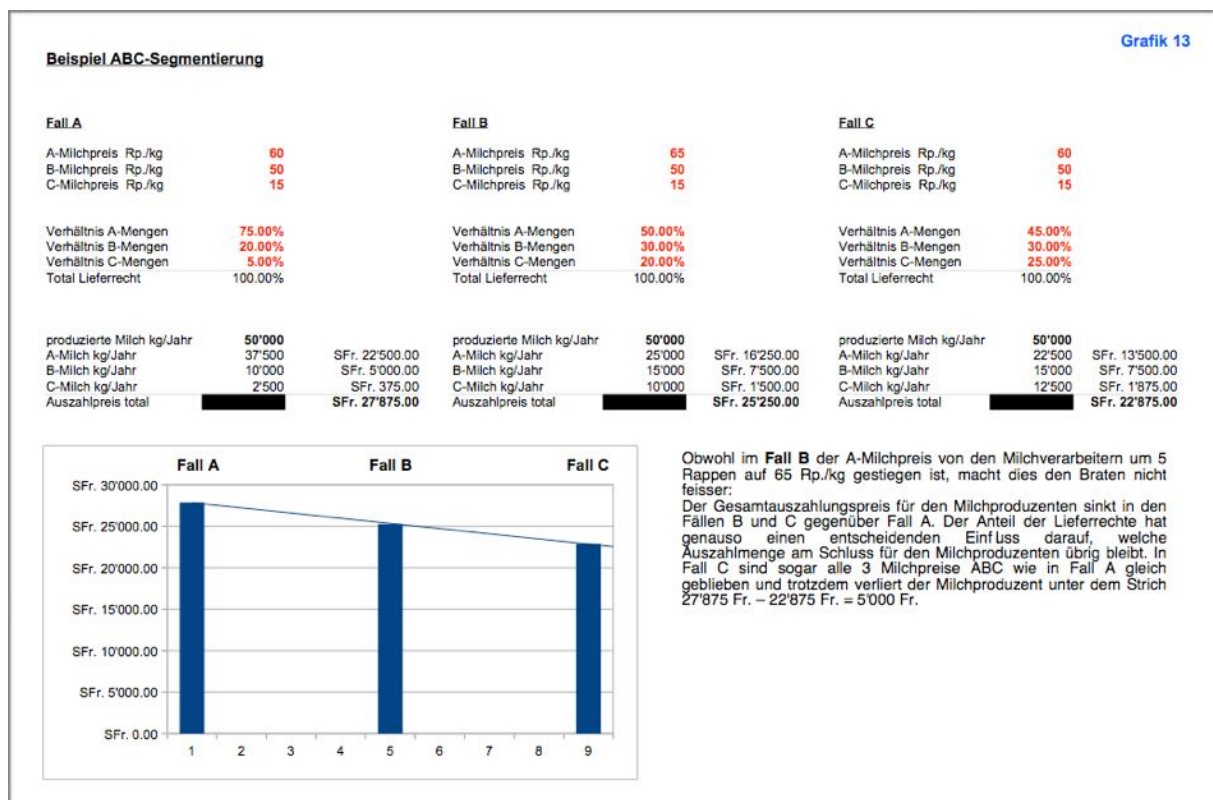 Grafik 13
Beispiel ABC-Segmentierung
Fall A
A-Milchpreis Rp./kg 60
B-Milchpreis Rp./kg 50
C-Milchpreis Rp./kg 15
Verhältnis A-Mengen 75.00%
Verhältnis B-Mengen 20.00%
Verhältnis C-Mengen 5.00%
Total Lieferrecht 100.00%
produzierte Milch kg/Jahr 50'000
A-Milch kg/Jahr 37'500 SFr. 22'500.00
B-Milch kg/Jahr 10'000 SFr. 5'000.00
C-Milch kg/Jahr 2'500 SFr. 375.00
Auszahlpreis total SFr. 27'875.00
Fall B
A-Milchpreis Rp./kg 65
B-Milchpreis Rp./kg 50
C-Milchpreis Rp./kg 15
Verhältnis A-Mengen 50.00%
Verhältnis B-Mengen 30.00%
Verhältnis C-Mengen 20.00%
Total Lieferrecht 100.00%
produzierte Milch kg/Jahr 50'000
A-Milch kg/Jahr 25'000 SFr. 16'250.00
B-Milch kg/Jahr 15'000 SFr. 7'500.00
C-Milch kg/Jahr 10'000 SFr. 1'500.00
Auszahlpreis total SFr. 25'250.00
Fall C
A-Milchpreis Rp./kg 60
B-Milchpreis Rp./kg 50
C-Milchpreis Rp./kg 15
Verhältnis A-Mengen 45.00%
Verhältnis B-Mengen 30.00%
Verhältnis C-Mengen 25.00%
Total Lieferrecht 100.00%
produzierte Milch kg/Jahr 50'000
A-Milch kg/Jahr 22'500 SFr. 13'500.00
B-Milch kg/Jahr 15'000 SFr. 7'500.00
C-Milch kg/Jahr 12'500 SFr. 1'875.00
Auszahlpreis total SFr. 22'875.00
Fall A Fall B Fall C
SFr. 30'000.00
SFr. 25'000.00
SFr. 20'000.00
SFr. 15'000.00
SFr. 10'000.00
SFr. 5'000.00
SFr. 0.00
1 2 3 4 5 6 7 8 9
Obwohl im Fall B der A-Milchpreis von den Milchverarbeitern um 5
Rappen auf 65 Rp./kg gestiegen ist, macht dies den Braten nicht
feisser:
Der Gesamtauszahlungspreis für den Milchproduzenten sinkt in den
Fällen B und C gegenüber Fall A. Der Anteil der Lieferrechte hat
genauso einen entscheidenden Einfluss darauf, welche
Auszahlmenge am Schluss für den Milchproduzenten übrig bleibt. In
Fall C sind sogar alle 3 Milchpreise ABC wie in Fall A gleich
geblieben und trotzdem verliert der Milchproduzent unter dem Strich
27'875 Fr. – 22'875 Fr. = 5'000 Fr.